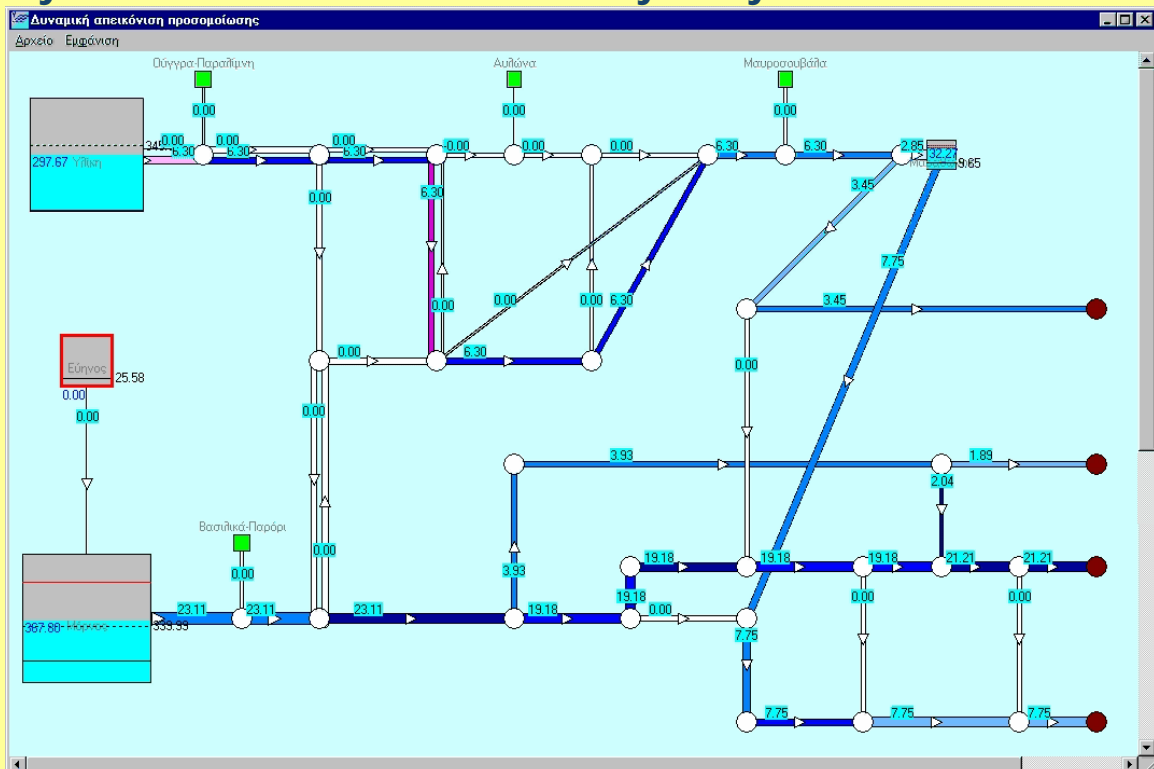 Δυναμική απεικόνιση προσομοίωσης
Αρχείο Εμφάνιση
Ούγγρα-Παραλίμνη Αυλώνα Μαυροσουβάλα
0.00 0.00 0.00
0.00 0.00 0.00 -0.00 0.00 0.00 6.30 6.30 2.85
6.30 6.30 6.30 32.21 9.65
297.67 Υλίκη
0.00 6.30 3.45
7.75
0.00 0.00 0.00 6.30 3.45
0.00 6.30 0.00
Εύηνος 25.58
0.00
0.00
0.00
3.93 1.89
2.04
Βασιλικά-Παρόρι
0.00 0.00 3.93 19.18 19.18 19.18 21.21 21.21
23.11 23.11 23.11 19.18 19.18 0.00 0.00 0.00
367.80 Μόρνος
7.75
7.75 7.75 7.75